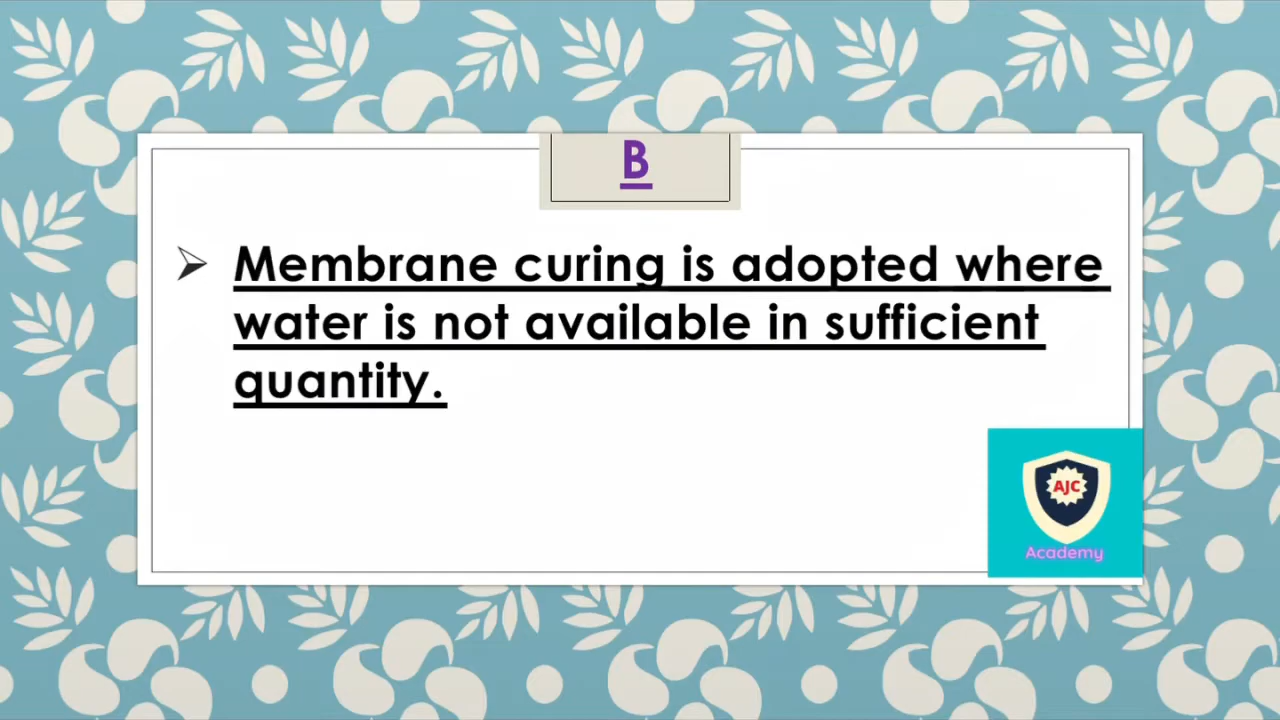 B
Membrane curing is adopted where
water is not available in sufficient
quantity.
AJC
Academy